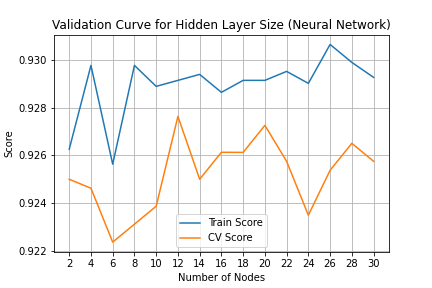 Validation Curve for Hidden Layer Size (Neural Network)
0.930
0.928
0.926
0.924
0.922
Score
Train Score
CV Score
2 4 6 8 10 12 14 16 18 20 22 24 26 28 30
Number of Nodes